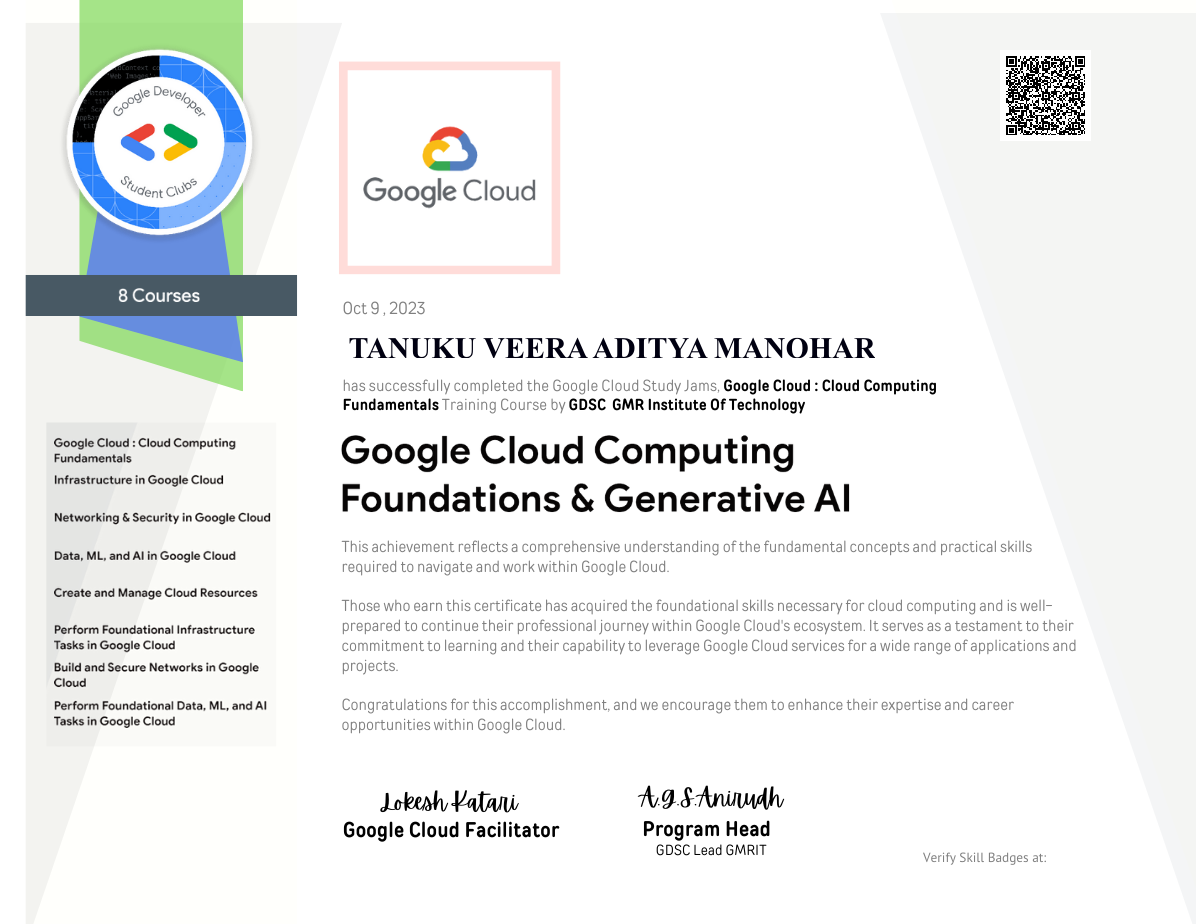 Google Developer
Student Clubs
8 Courses
Google Cloud : Cloud Computing
Fundamentals
Infrastructure in Google Cloud
Networking & Security in Google Cloud
Data, ML, and AI in Google Cloud
Create and Manage Cloud Resources
Perform Foundational Infrastructure
Tasks in Google Cloud
Build and Secure Networks in Google
Cloud
Perform Foundational Data, ML, and AI
Tasks in Google Cloud
Google Cloud
Oct 9 , 2023
TANUKU VEERA ADITYA MANOHAR
has successfully completed the Google Cloud Study Jams, Google Cloud : Cloud Computing
Fundamentals Training Course by GDSC GMR Institute Of Technology
Google Cloud Computing
Foundations & Generative AI
This achievement reflects a comprehensive understanding of the fundamental concepts and practical skills
required to navigate and work within Google Cloud.
Those who earn this certificate has acquired the foundational skills necessary for cloud computing and is well-
prepared to continue their professional journey within Google Cloud's ecosystem. It serves as a testament to their
commitment to learning and their capability to leverage Google Cloud services for a wide range of applications and
projects.
Congratulations for this accomplishment, and we encourage them to enhance their expertise and career
opportunities within Google Cloud.
Lokesh Katari
Google Cloud Facilitator
A.G.S.Anirudh
Program Head
GDSC Lead GMRIT
Verify Skill Badges at: